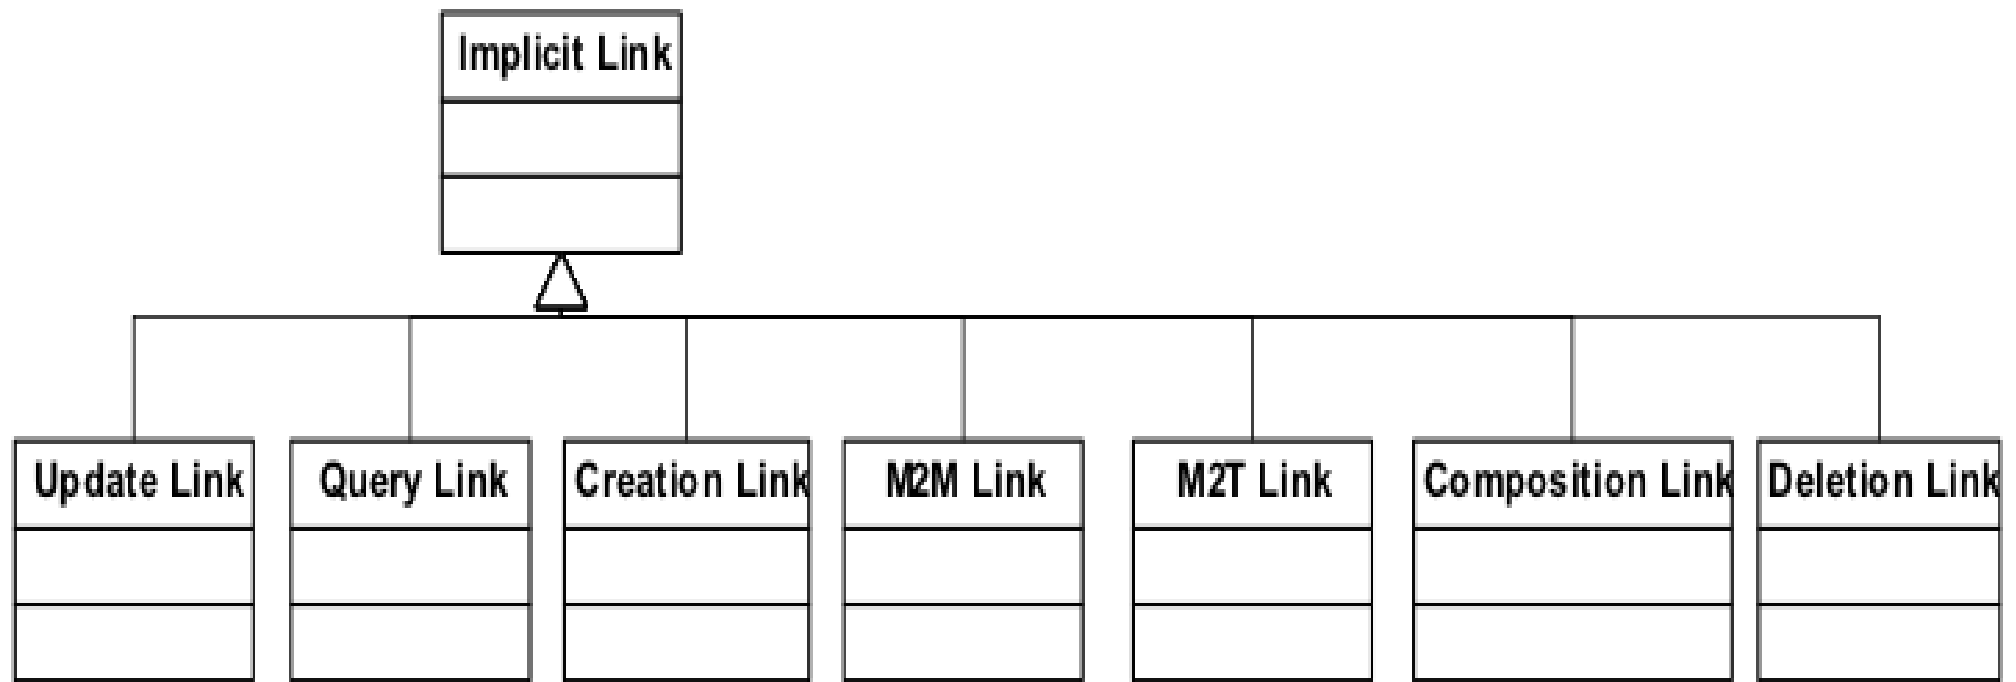 Implicit Link
Update Link
Query Link
Creation Link
M2M Link
M2T Link
Composition Link
Deletion Link